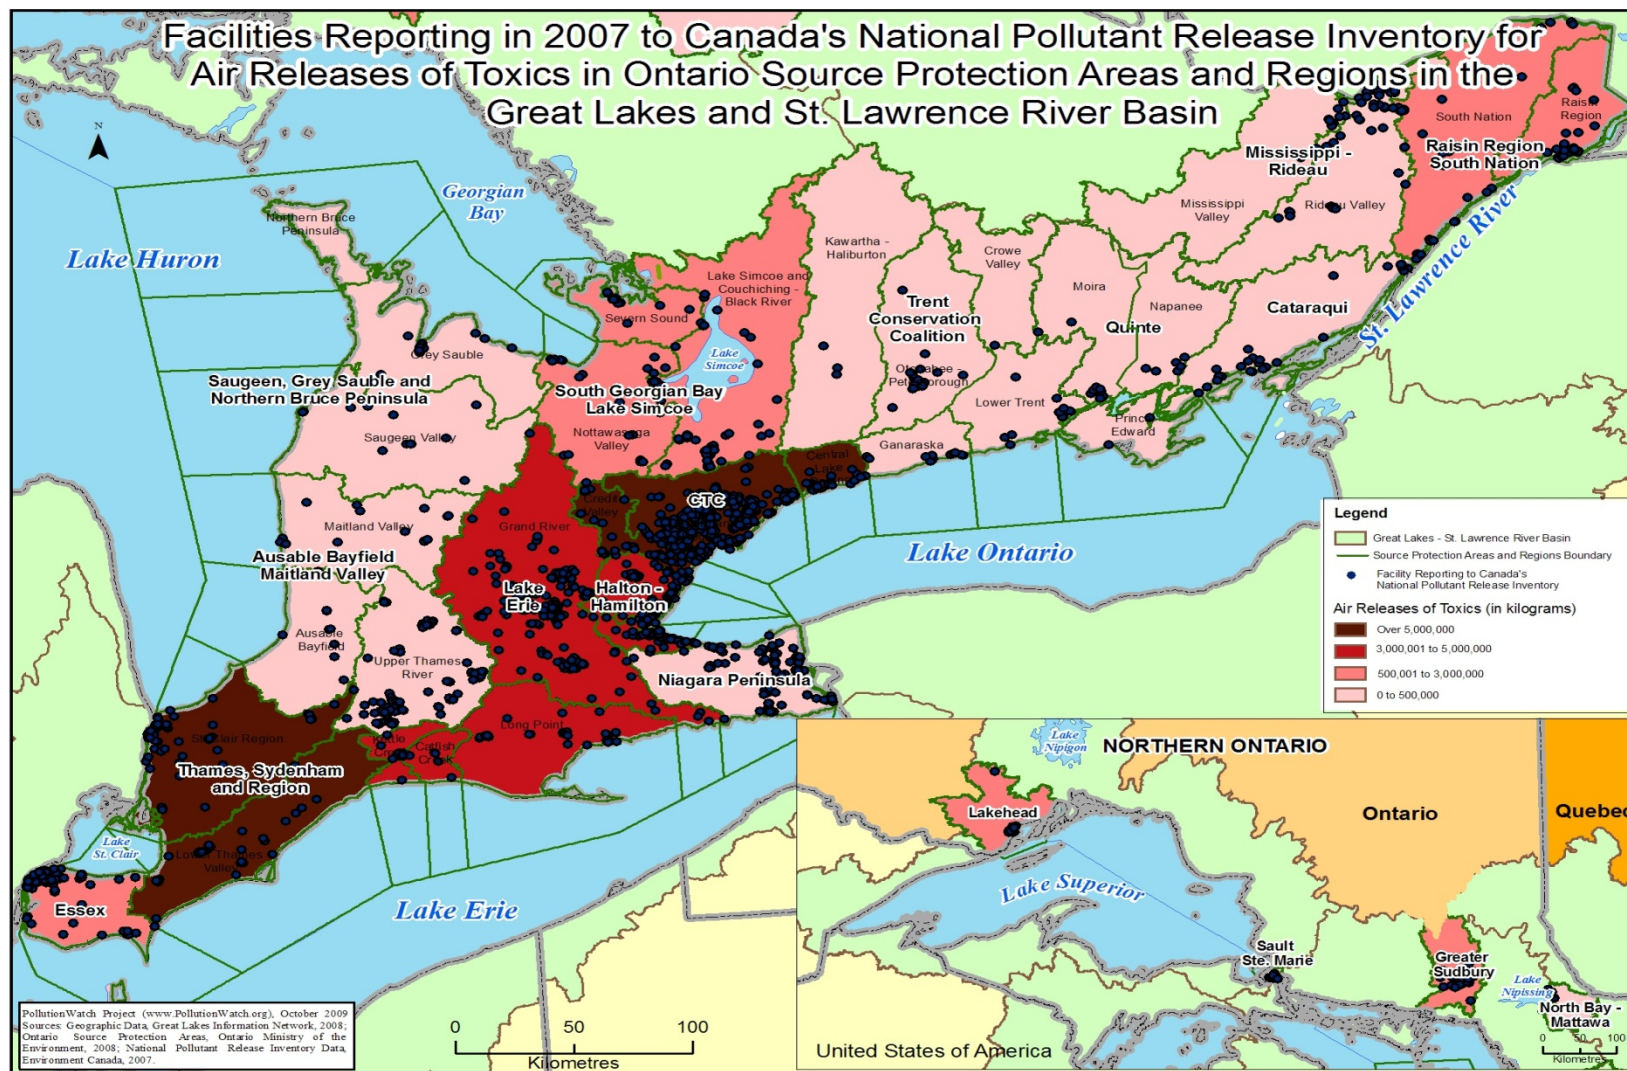 Facilities Reporting in 2007 to Canada's National Pollutant Release Inventory for
Air Releases of Toxics in Ontario Source Protection Areas and Regions in the
Great Lakes and St. Lawrence River Basin
N
Lake Huron
Georgian
Bay
Northern Bruce
Peninsula
Grey Sauble
Saugeen, Grey Sauble and
Northern Bruce Peninsula
Saugeen Valley
Maitland Valley
Ausable Bayfield
Maitland Valley
Ausable
Bayfield
Upper Thames
River
Severn Sound
Lake Simcoe and
Couchiching -
Black River
Lake
Simcoe
South Georgian Bay
Lake Simcoe
Nottawasaga
Valley
Kawartha -
Haliburton
Trent
Conservation
Coalition
Otonabee -
Peterborough
Crowe
Valley
Lower Trent
Ganaraska
Moira
Quinte
Napanee
Prince
Edward
Cataraqui
Mississippi -
Rideau
Mississippi
Valley
Rideau Valley
South Nation
Raisin
Region
Raisin Region
South Nation
St. Lawrence River
Central
Lake
CTC
Credit
Valley
Grand River
Lake
Erie
Halton -
Hamilton
Niagara Peninsula
Long Point
Kettle
Creek
Catfish
Creek
St. Clair Region
Thames, Sydenham
and Region
Lower Thames
Valley
Lake
St. Clair
Essex
Lake Erie
Lake Ontario
Legend
Great Lakes - St. Lawrence River Basin
Source Protection Areas and Regions Boundary
Facility Reporting to Canada's
National Pollutant Release Inventory
Air Releases of Toxics (in kilograms)
Over 5,000,000
3,000,001 to 5,000,000
500,001 to 3,000,000
0 to 500,000
NORTHERN ONTARIO
Lake
Nipigon
Lakehead
Ontario
Quebec
Lake Superior
Sault
Ste. Marie
Greater
Sudbury
Lake
Nipissing
North Bay -
Mattawa
United States of America
0 50 100
Kilometres
PollutionWatch Project (www.PollutionWatch.org), October 2009
Sources: Geographic Data, Great Lakes Information Network, 2008;
Ontario Source Protection Areas, Ontario Ministry of the
Environment, 2008; National Pollutant Release Inventory Data,
Environment Canada, 2007.
0 50 100
Kilometres